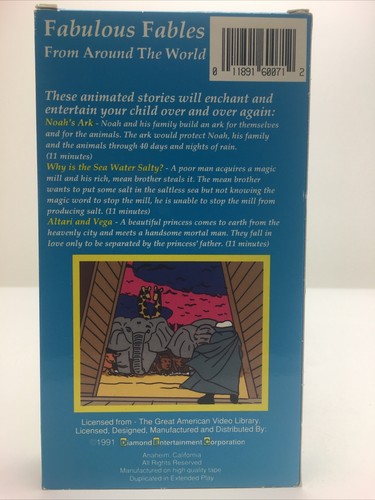 Fabulous Fables
From Around The World
0 11891 60071 2
These animated stories will enchant and
entertain your child over and over again:
Noah's Ark - Noah and his family build an ark for themselves
and for the animals. The ark would protect Noah, his family
and the animals through 40 days and nights of rain.
(11 minutes)
Why is the Sea Water Salty? - A poor man acquires a magic
mill and his rich, mean brother steals it. The mean brother
wants to put some salt in the saltless sea but not knowing the
magic word to stop the mill, he is unable to stop the mill from
producing salt. (11 minutes)
Altari and Vega - A beautiful princess comes to earth from the
heavenly city and meets a handsome mortal man. They fall in
love only to be separated by the princess' father. (11 minutes)
Licensed from - The Great American Video Library.
Licensed, Designed, Manufactured and Distributed By:
©1991 Diamond Entertainment Corporation
Anaheim, California
All Rights Reserved
Manufactured on high quality tape
Duplicated in Extended Play